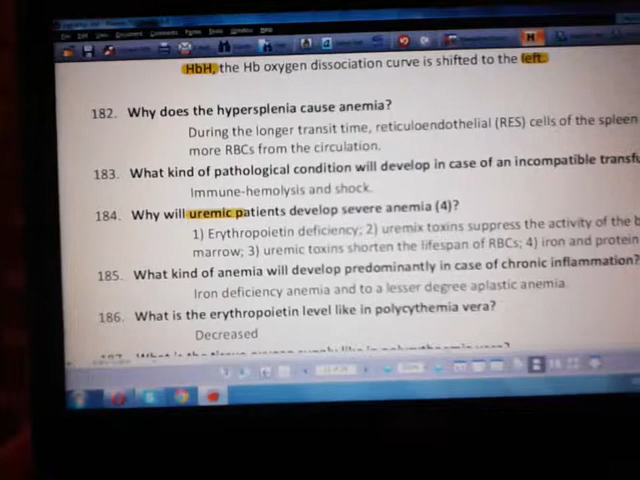 HbH, the Hb oxygen dissociation curve is shifted to the left.
182. Why does the hypersplenia cause anemia?
During the longer transit time, reticuloendothelial (RES) cells of the spleen
more RBCs from the circulation.
183. What kind of pathological condition will develop in case of an incompatible transfu
Immune-hemolysis and shock.
184. Why will uremic patients develop severe anemia (4)?
1) Erythropoietin deficiency; 2) uremix toxins suppress the activity of the b
marrow; 3) uremic toxins shorten the lifespan of RBCs; 4) iron and protein
185. What kind of anemia will develop predominantly in case of chronic inflammation?
Iron deficiency anemia and to a lesser degree aplastic anemia
186. What is the erythropoietin level like in polycythemia vera?
Decreased